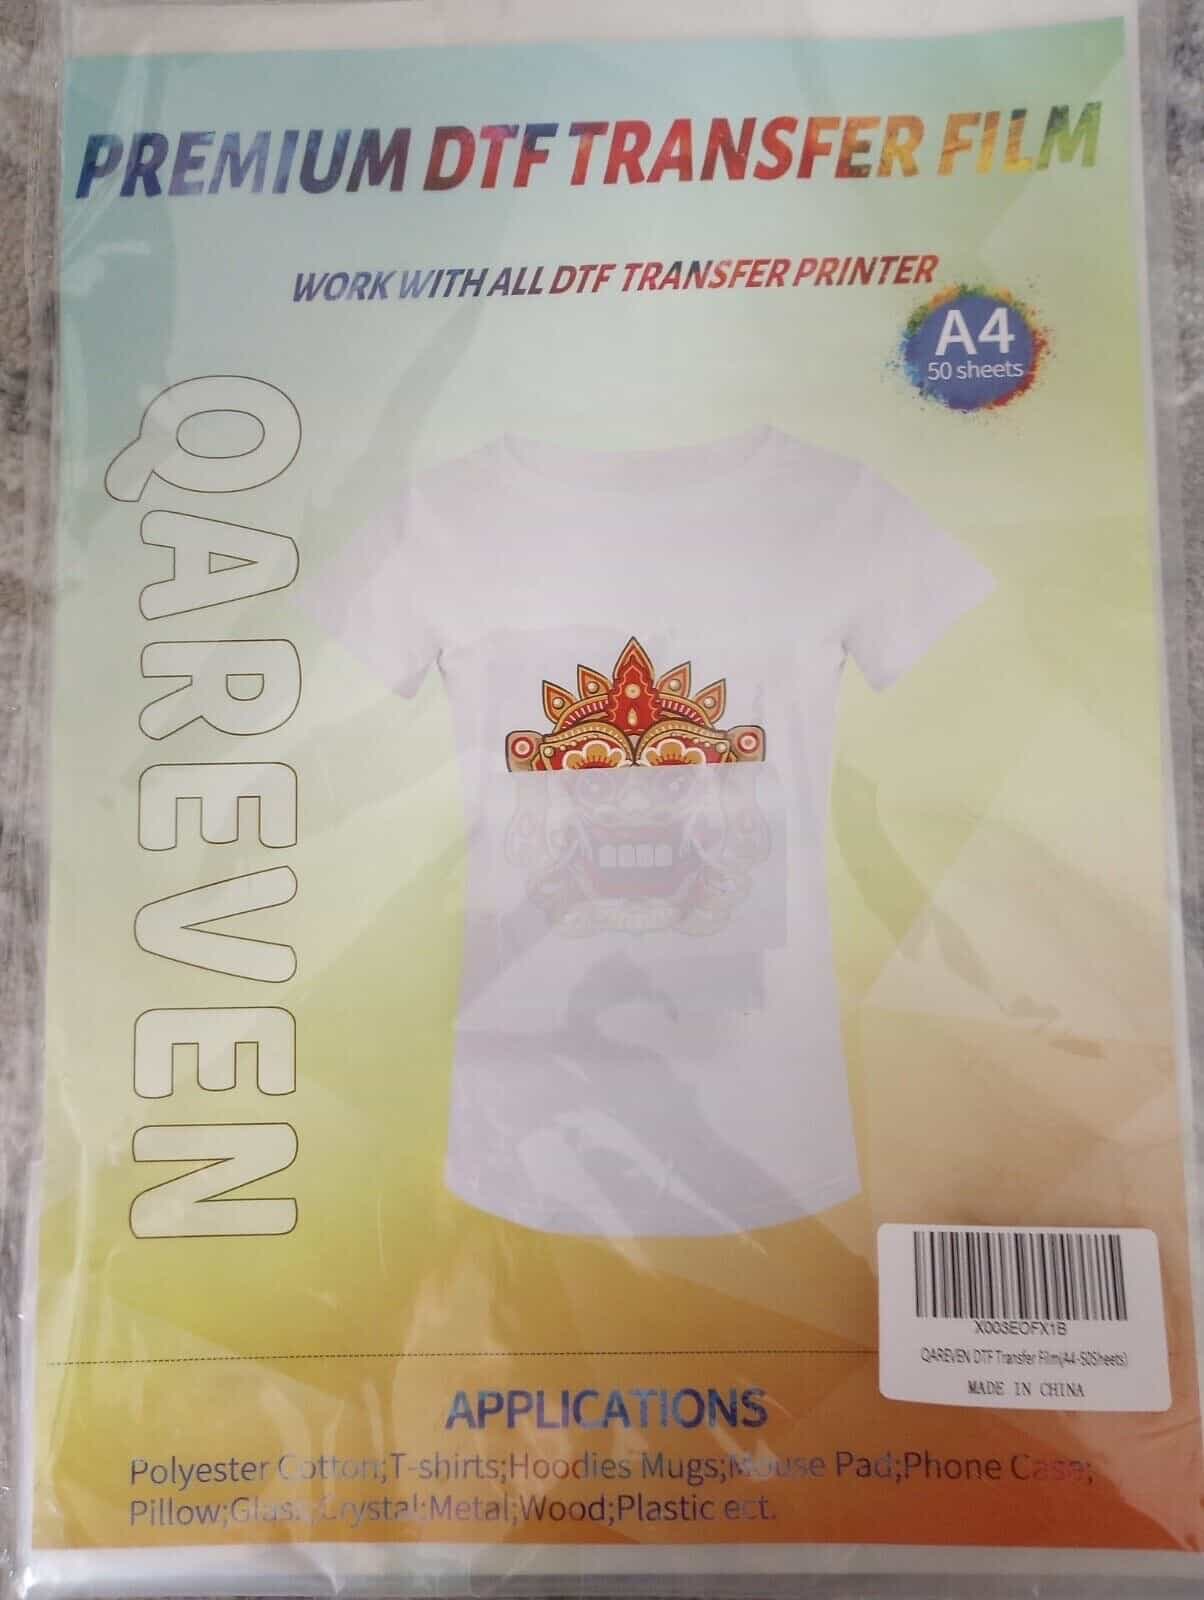 PREMIUM DTF TRANSFER FILM
WORK WITH ALL DTF TRANSFER PRINTER
A4
50 sheets
QAREVEN
X003EOFX1B
QAREVEN DTF Transfer Film(A4-50Sheets)
MADE IN CHINA
APPLICATIONS
Polyester Cotton;T-shirts;Hoodies Mugs;Mouse Pad;Phone Case;
Pillow;Glass;Crystal;Metal;Wood;Plastic ect.